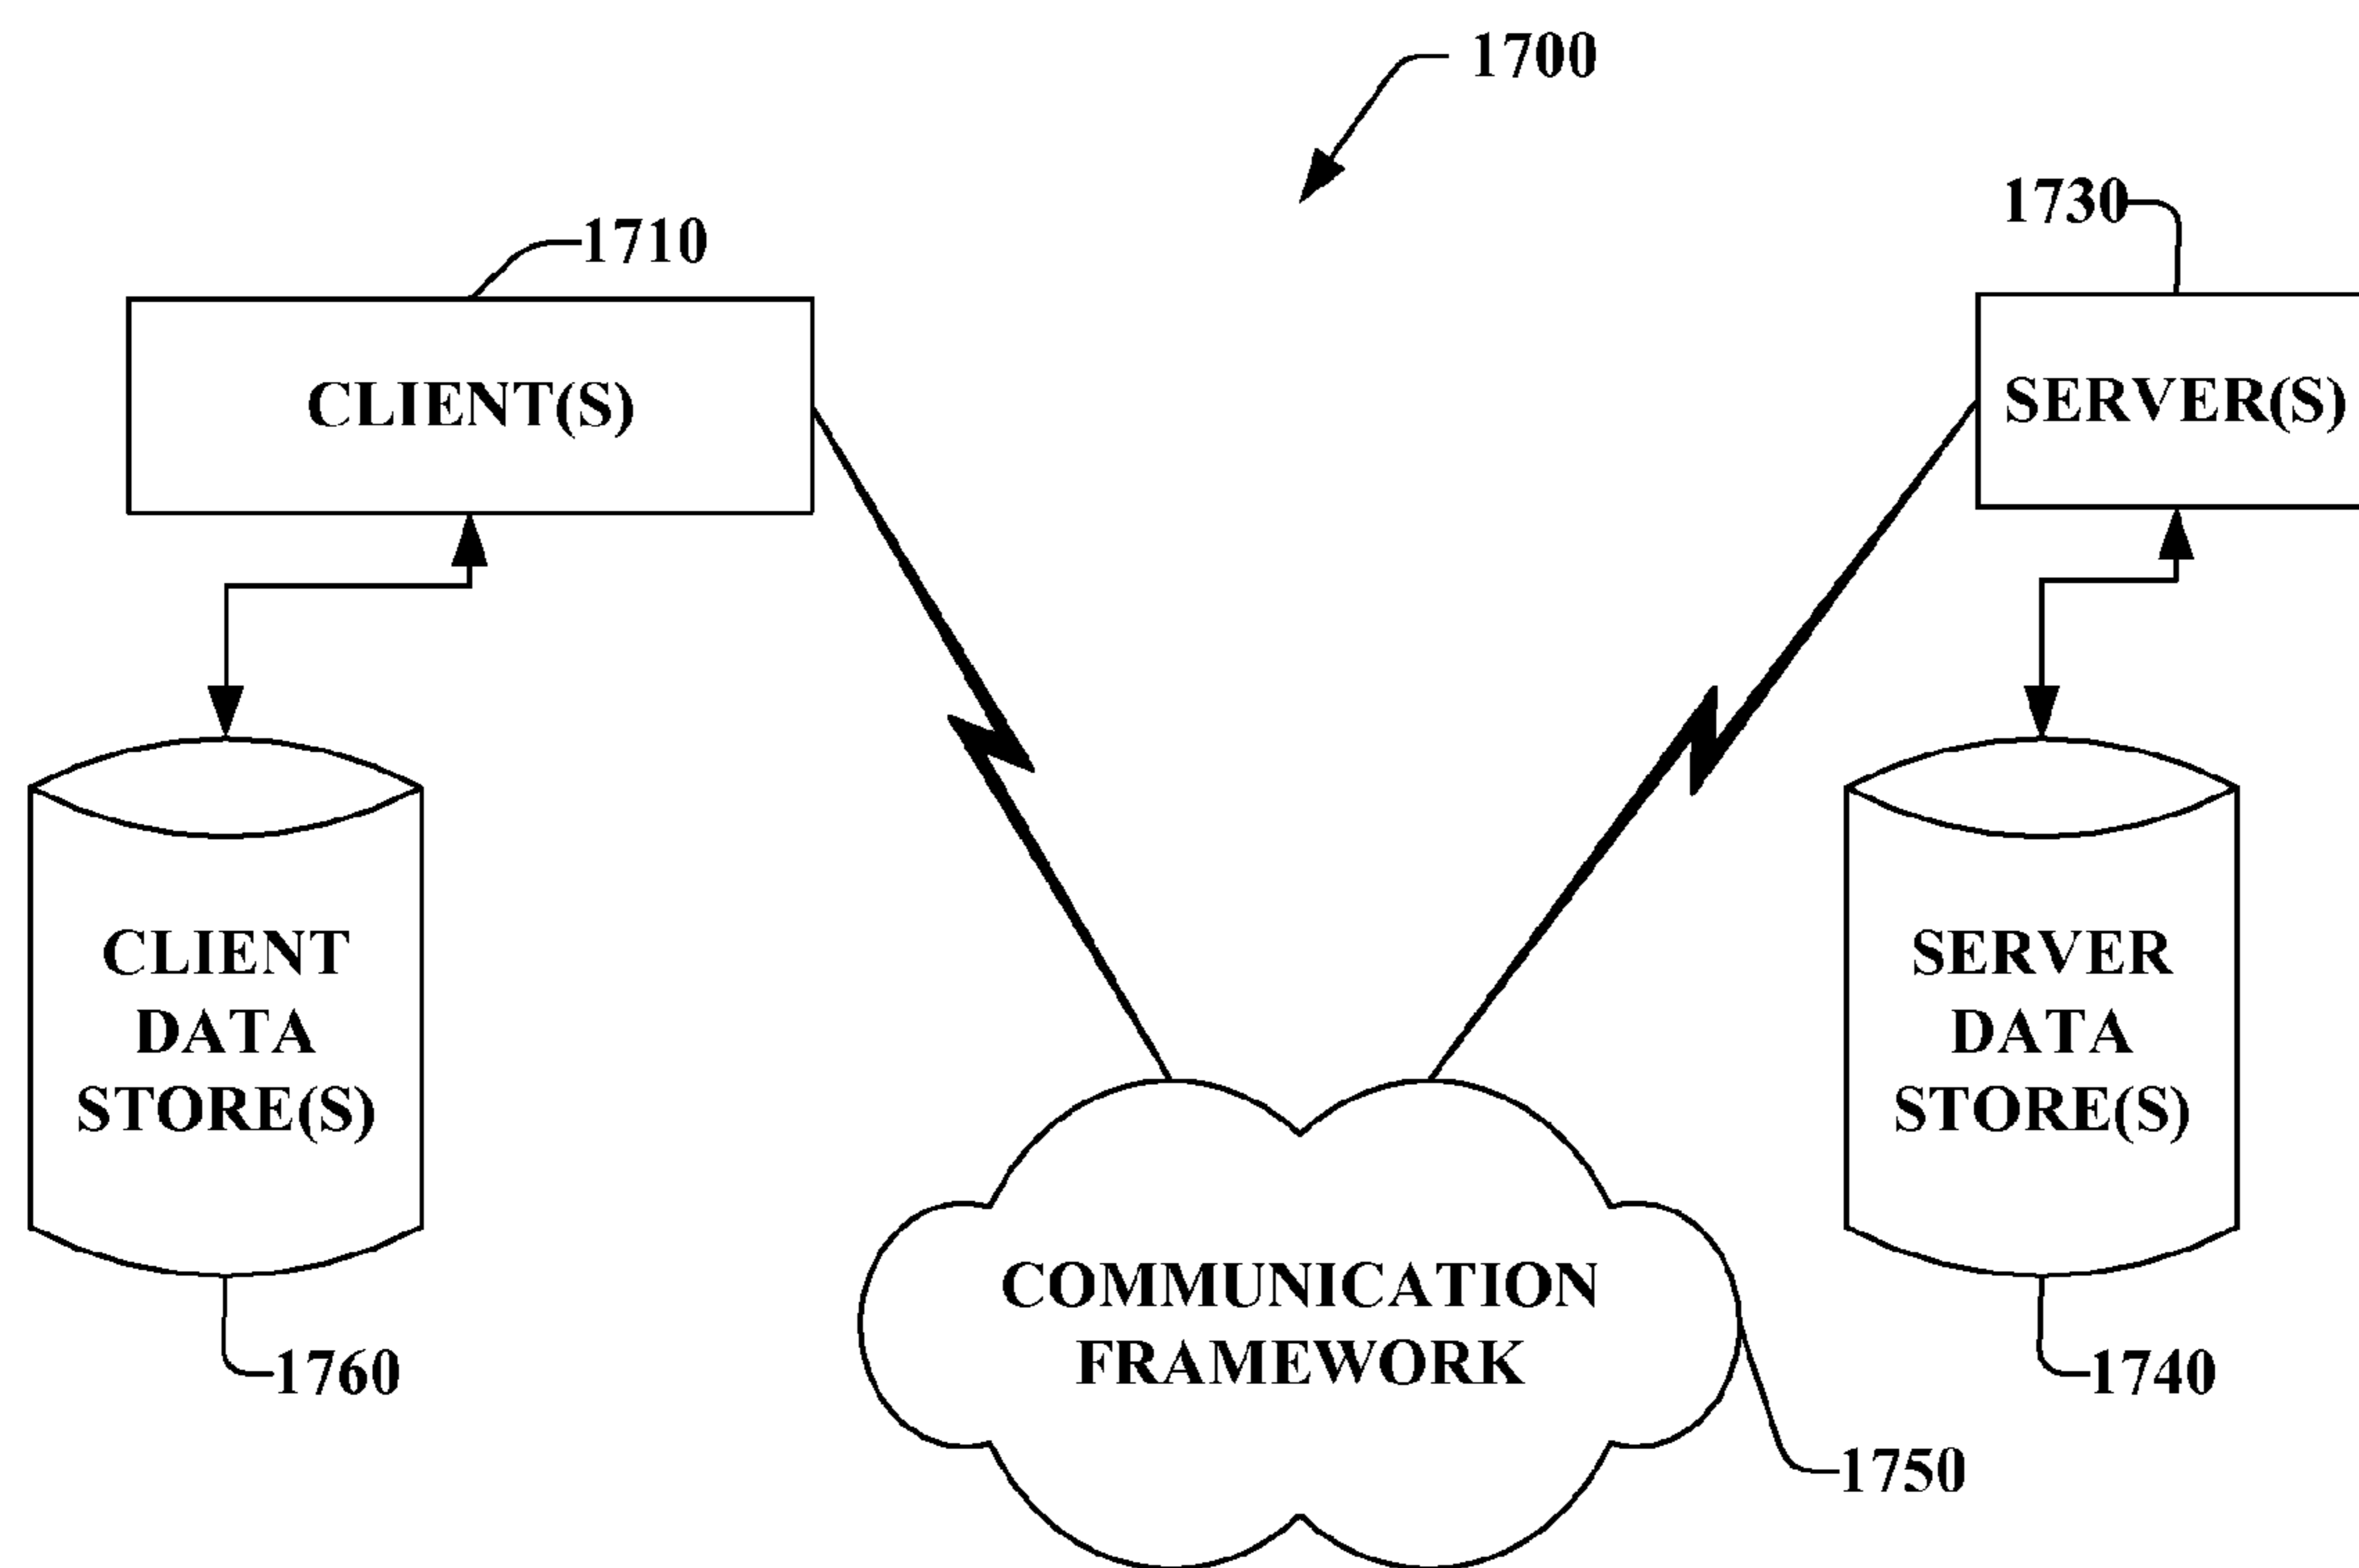 1700
1710
1730
CLIENT(S)
SERVER(S)
CLIENT
DATA
STORE(S)
SERVER
DATA
STORE(S)
COMMUNICATION
FRAMEWORK
1760
1740
1750